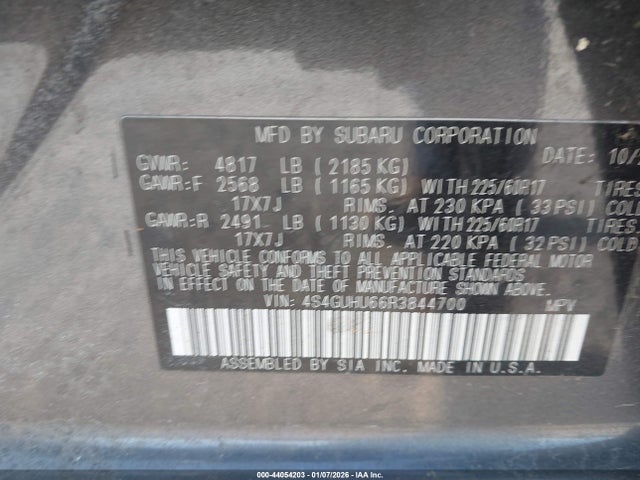 MFD BY SUBARU CORPORATION
GVWR: 4817 LB ( 2185 KG) DATE: 10/
GAWR:F 2568 LB ( 1165 KG) WITH 225/60R17 TIRES
17X7J RIMS. AT 230 KPA ( 33 PSI) COLD
GAWR:R 2491 LB ( 1130 KG) WITH 225/60R17 TIRES
17X7J RIMS. AT 220 KPA ( 32 PSI) COLD
THIS VEHICLE CONFORMS TO ALL APPLICABLE FEDERAL MOTOR
VEHICLE SAFETY AND THEFT PREVENTION STANDARDS
IN EFFECT ON THE DATE OF MANUFACTURE SHOWN ABOVE.
VIN: 4S4GUHU66R3844700 MPV
ASSEMBLED BY SIA INC. MADE IN U.S.A.
000-44054203 - 01/07/2026 - IAA Inc.